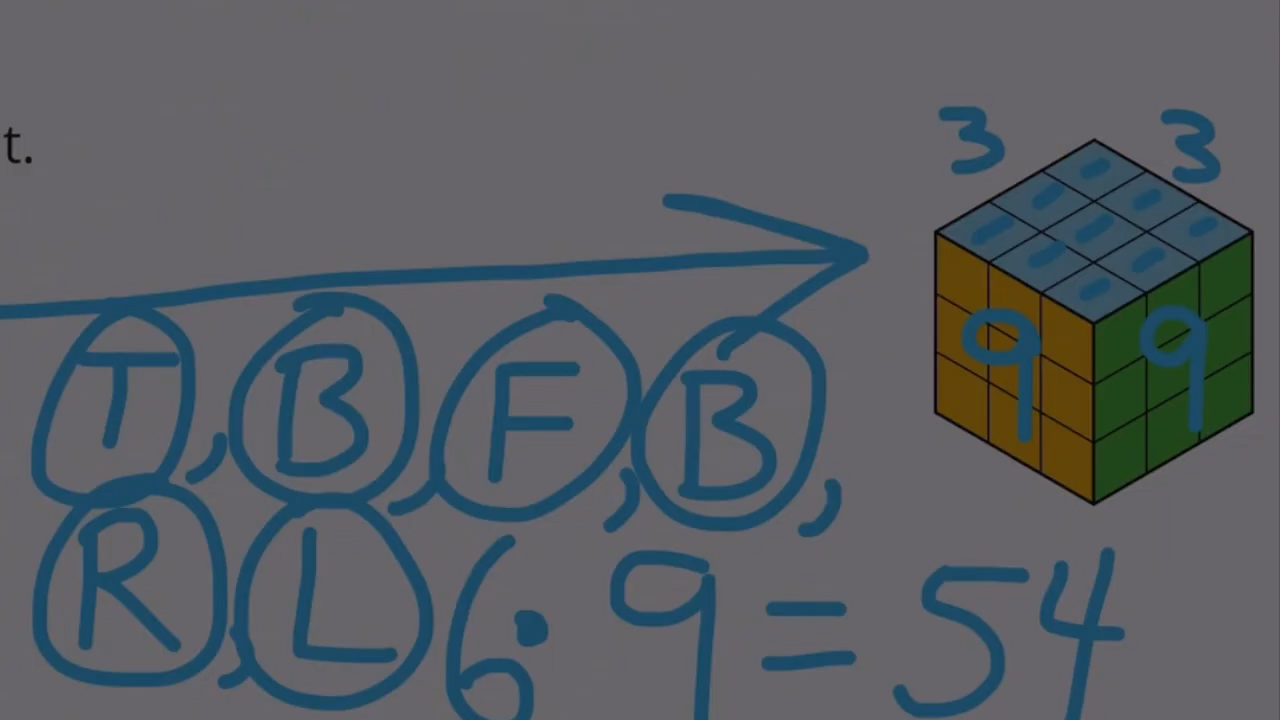 t.
3 3
9 9
T, B, F, B,
R, L 6·9=54